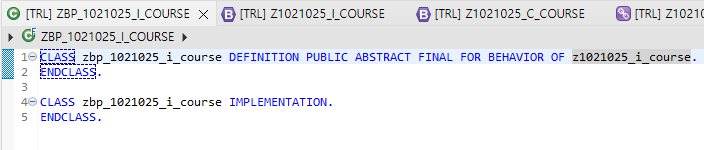 [TRL] ZBP_1021025_I_COURSE [TRL] Z1021025_I_COURSE [TRL] Z1021025_C_COURSE [TRL] Z10210
ZBP_1021025_I_COURSE
1 CLASS zbp_1021025_i_course DEFINITION PUBLIC ABSTRACT FINAL FOR BEHAVIOR OF z1021025_i_course.
2 ENDCLASS.
3
4 CLASS zbp_1021025_i_course IMPLEMENTATION.
5 ENDCLASS.